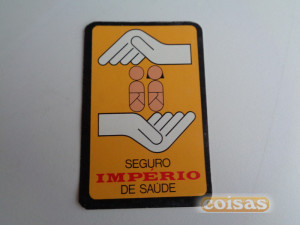 SEGURO
IMPÉRIO
DE SAÚDE
coisas